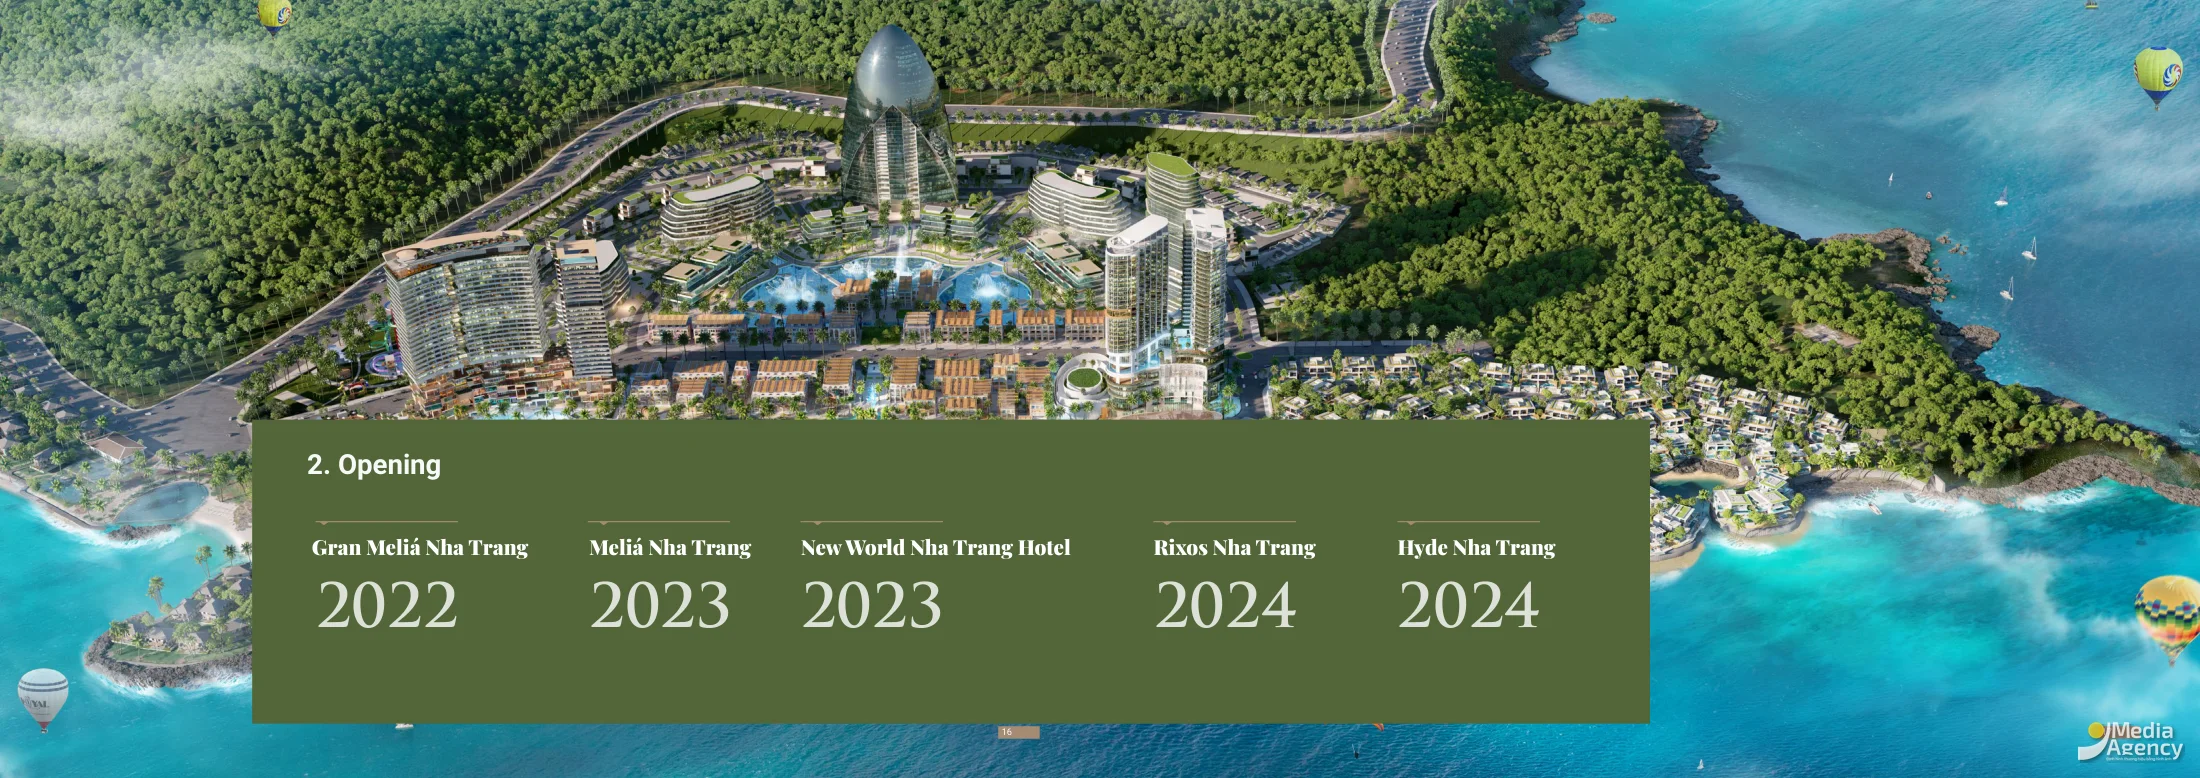 2. Opening
Gran Meliá Nha Trang
2022
Meliá Nha Trang
2023
New World Nha Trang Hotel
2023
Rixos Nha Trang
2024
Hyde Nha Trang
2024
16
Media
Agency